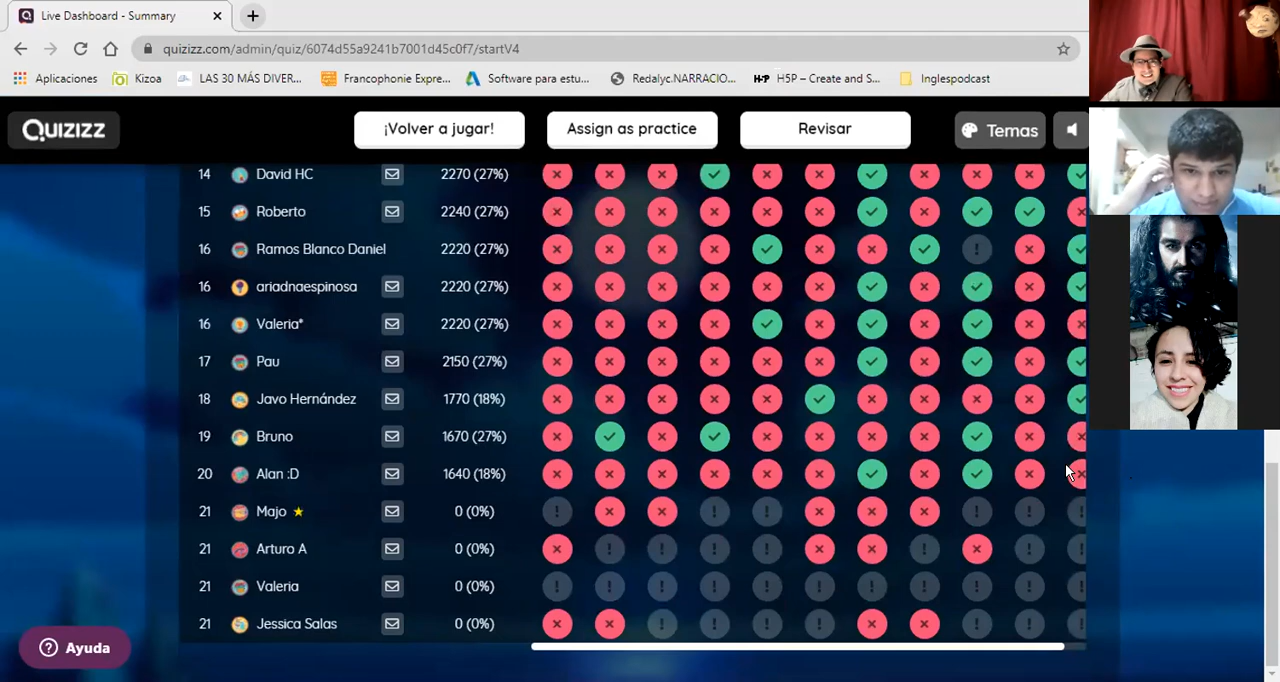 Live Dashboard - Summary
quizizz.com/admin/quiz/6074d55a9241b7001d45c0f7/startV4
Aplicaciones Kizoa LAS 30 MÁS DIVER... Francophonie Expre... Software para estu... Redalyc.NARRACIO... H5P H5P – Create and S... Inglespodcast
Quizizz ¡Volver a jugar! Assign as practice Revisar Temas
14 David HC 2270 (27%)
15 Roberto 2240 (27%)
16 Ramos Blanco Daniel 2220 (27%)
16 ariadnaespinosa 2220 (27%)
16 Valeria* 2220 (27%)
17 Pau 2150 (27%)
18 Javo Hernández 1770 (18%)
19 Bruno 1670 (27%)
20 Alan :D 1640 (18%)
21 Majo 0 (0%)
21 Arturo A 0 (0%)
21 Valeria 0 (0%)
21 Jessica Salas 0 (0%)
Ayuda